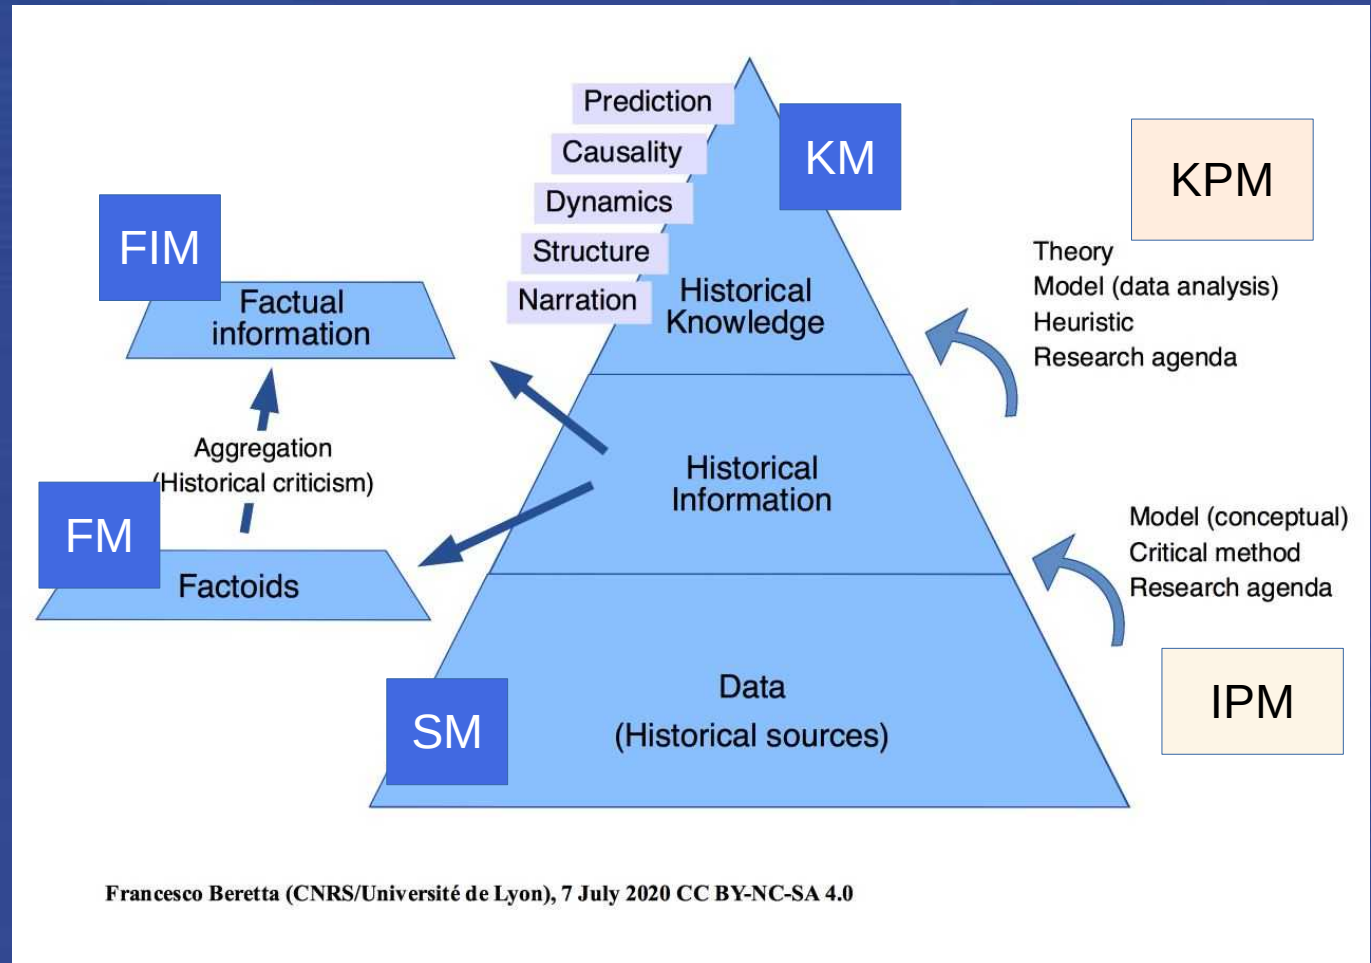 Prediction
Causality
Dynamics
Structure
Narration
KM
KPM
FIM
Factual
information
Historical
Knowledge
Theory
Model (data analysis)
Heuristic
Research agenda
Aggregation
(Historical criticism)
FM
Factoids
Historical
Information
Model (conceptual)
Critical method
Research agenda
IPM
SM
Data
(Historical sources)
Francesco Beretta (CNRS/Université de Lyon), 7 July 2020 CC BY-NC-SA 4.0